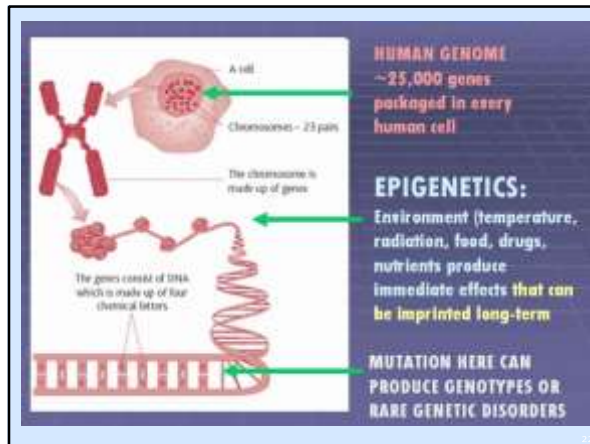 A cell
Chromosomes – 23 pairs
The chromosome is
made up of genes
The genes consist of DNA
which is made up of four
chemical letters
HUMAN GENOME
~25,000 genes
packaged in every
human cell
EPIGENETICS:
Environment (temperature,
radiation, food, drugs,
nutrients produce
immediate effects that can
be imprinted long-term
MUTATION HERE CAN
PRODUCE GENOTYPES OR
RARE GENETIC DISORDERS